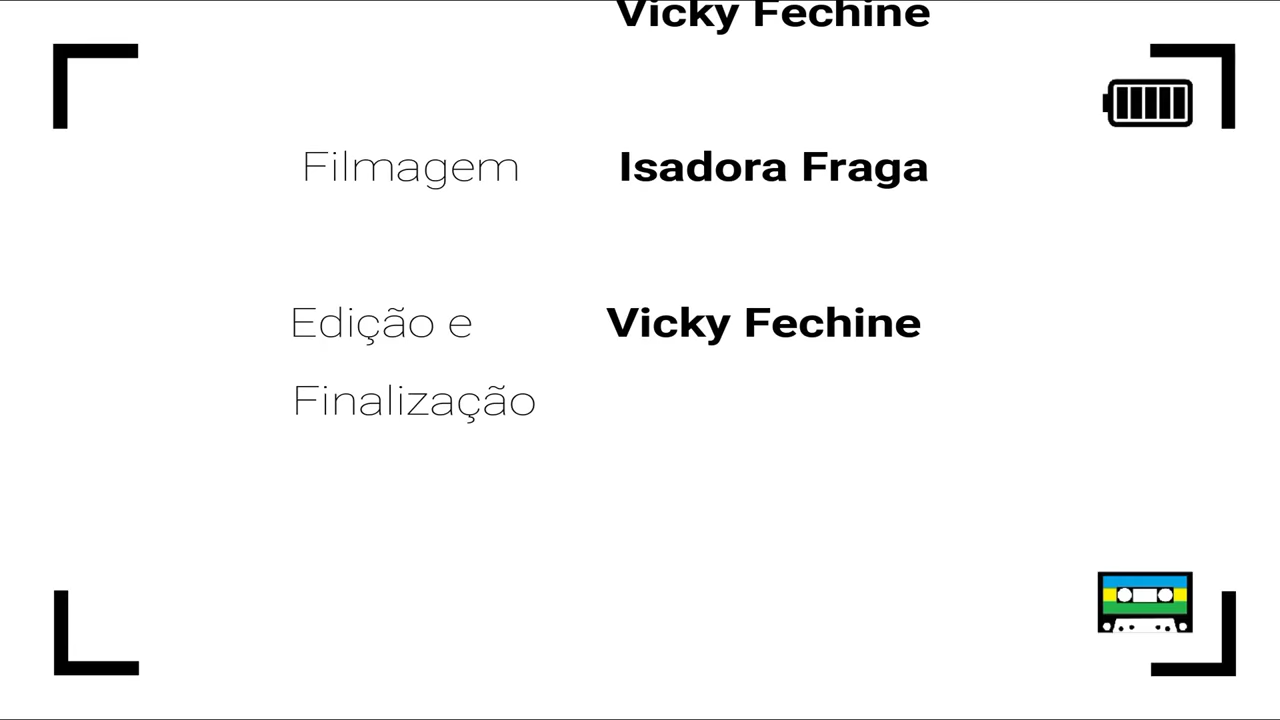 Vicky Fechine
Filmagem Isadora Fraga
Edição e Vicky Fechine
Finalização